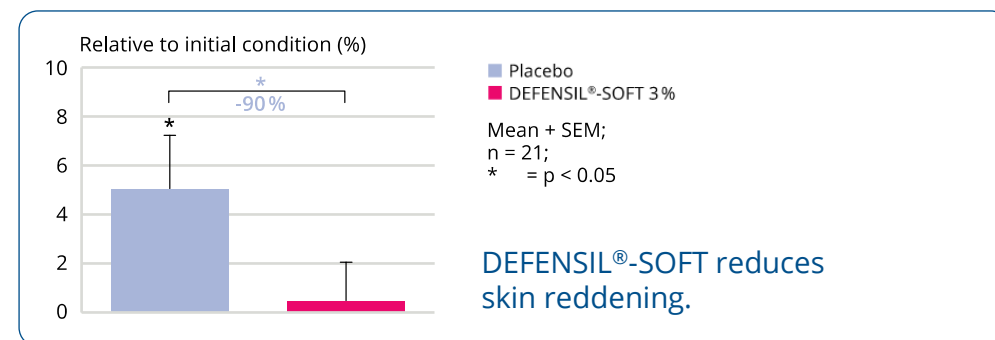 Relative to initial condition (%)
10
8
6
4
2
0
*
-90 %
*
Placebo
DEFENSIL®-SOFT 3 %
Mean + SEM;
n = 21;
* = p < 0.05
DEFENSIL®-SOFT reduces
skin reddening.